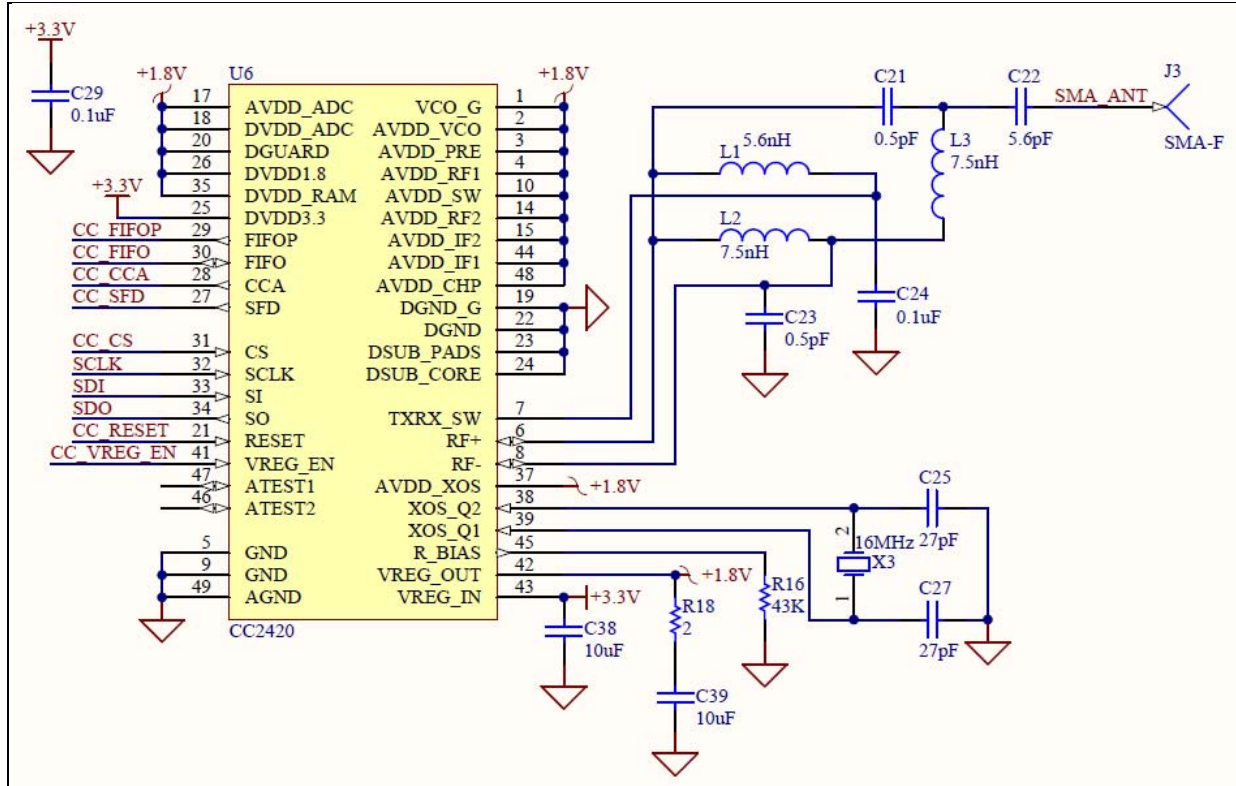 +3.3V
C29
0.1uF
+1.8V
U6
+1.8V
17 AVDD_ADC VCO_G 1
18 DVDD_ADC AVDD_VCO 2
20 DGUARD AVDD_PRE 3
26 DVDD1.8 AVDD_RF1 4
35 DVDD_RAM AVDD_SW 10
+3.3V
25 DVDD3.3 AVDD_RF2 14
CC_FIFOP 29 FIFOP AVDD_IF2 15
CC_FIFO 30 FIFO AVDD_IF1 44
CC_CCA 28 CCA AVDD_CHP 48
CC_SFD 27 SFD DGND_G 19
DGND 22
CC_CS 31 CS DSUB_PADS 23
SCLK 32 SCLK DSUB_CORE 24
SDI 33 SI
SDO 34 SO TXRX_SW 7
CC_RESET 21 RESET RF+ 6
CC_VREG_EN 41 VREG_EN RF- 8
47 ATEST1 AVDD_XOS 37 +1.8V
46 ATEST2 XOS_Q2 38
XOS_Q1 39
5 GND R_BIAS 45
9 GND VREG_OUT 42 +1.8V
49 AGND VREG_IN 43 +3.3V
CC2420
C21
0.5pF
C22
5.6pF
SMA_ANT
J3
SMA-F
L3
7.5nH
L1
5.6nH
L2
7.5nH
C24
0.1uF
C23
0.5pF
C25
27pF
2
16MHz
X3
1
C27
27pF
R16
43K
R18
2
C38
10uF
C39
10uF